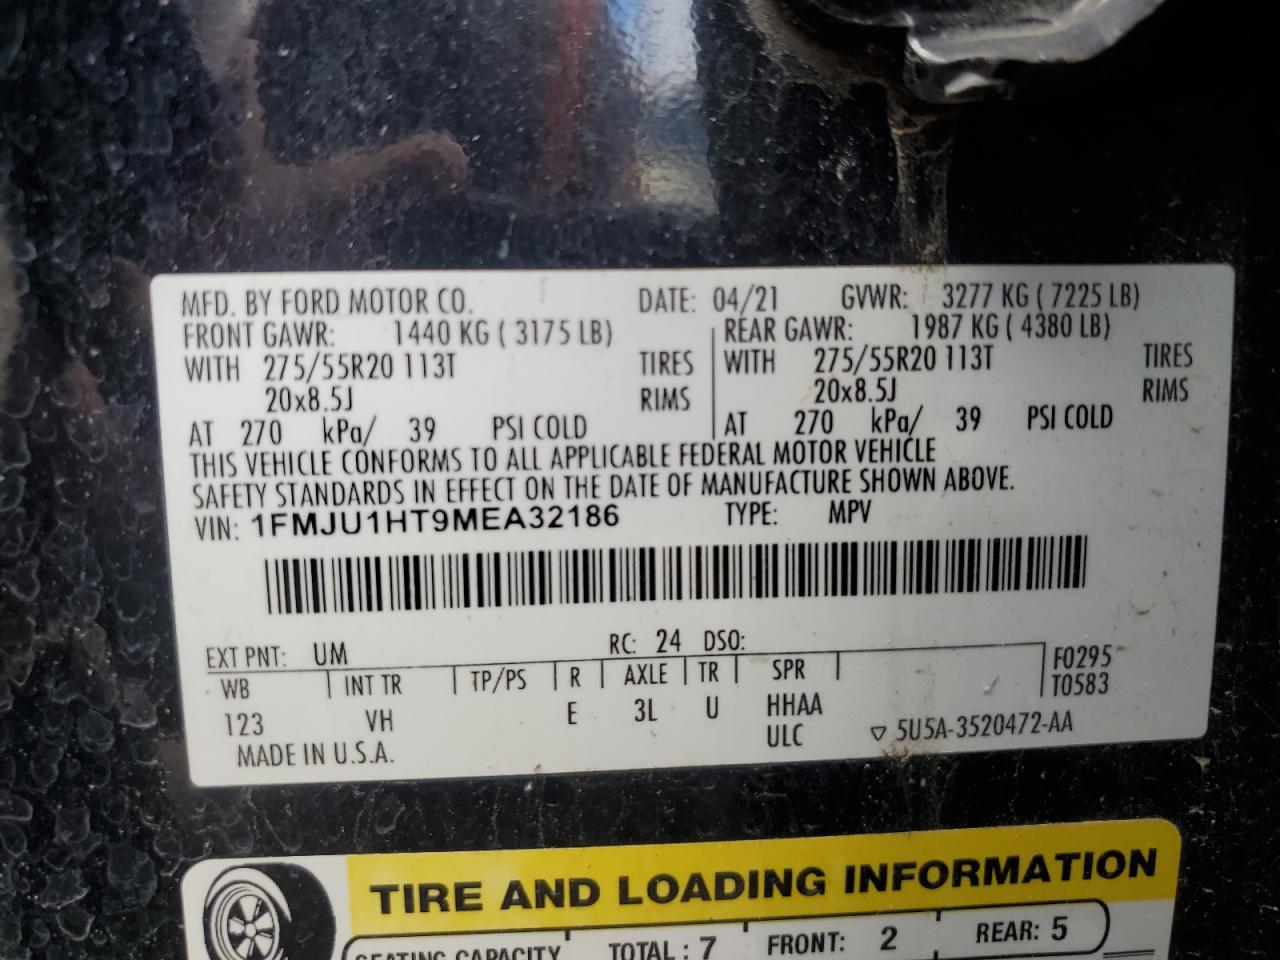 MFD. BY FORD MOTOR CO. DATE: 04/21 GVWR: 3277 KG ( 7225 LB)
FRONT GAWR: 1440 KG ( 3175 LB) REAR GAWR: 1987 KG ( 4380 LB)
WITH 275/55R20 113T TIRES WITH 275/55R20 113T TIRES
20x8.5J RIMS 20x8.5J RIMS
AT 270 kPa/ 39 PSI COLD AT 270 kPa/ 39 PSI COLD
THIS VEHICLE CONFORMS TO ALL APPLICABLE FEDERAL MOTOR VEHICLE
SAFETY STANDARDS IN EFFECT ON THE DATE OF MANUFACTURE SHOWN ABOVE.
VIN: 1FMJU1HT9MEA32186 TYPE: MPV
EXT PNT: UM RC: 24 DSO: F0295
WB INT TR TP/PS R AXLE TR SPR T0583
123 VH E 3L U HHAA
ULC ▽ 5U5A-3520472-AA
MADE IN U.S.A.
TIRE AND LOADING INFORMATION
SEATING CAPACITY TOTAL : 7 FRONT: 2 REAR: 5